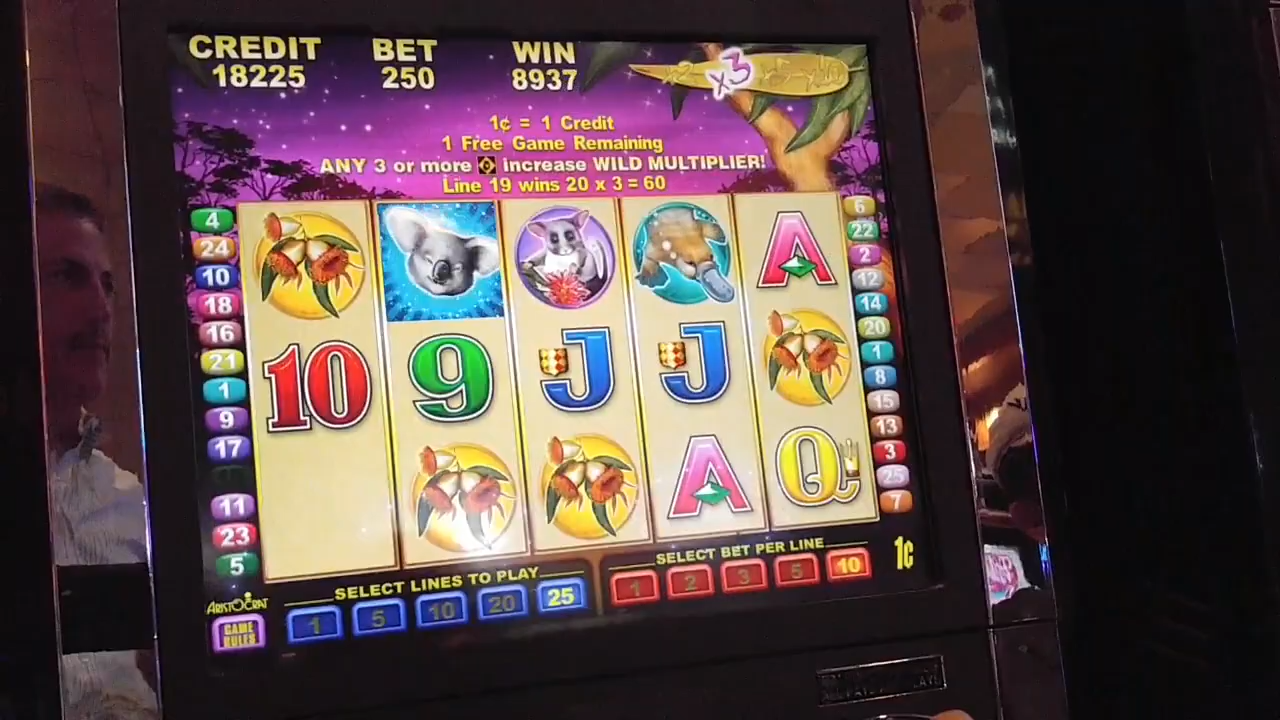 CREDIT BET WIN
18225 250 8937
x2 x3 x5
1¢ = 1 Credit
1 Free Game Remaining
ANY 3 or more increase WILD MULTIPLIER!
Line 19 wins 20 x 3 = 60
4 6
24 22
10 2
18 12
16 14
21 20
1 1
9 8
17 15
11 13
23 3
5 25
7
A
10 9 J J
A Q
SELECT LINES TO PLAY
1 5 10 20 25
SELECT BET PER LINE
1 2 3 5 10
1¢
ARISTOCRAT
GAME RULES